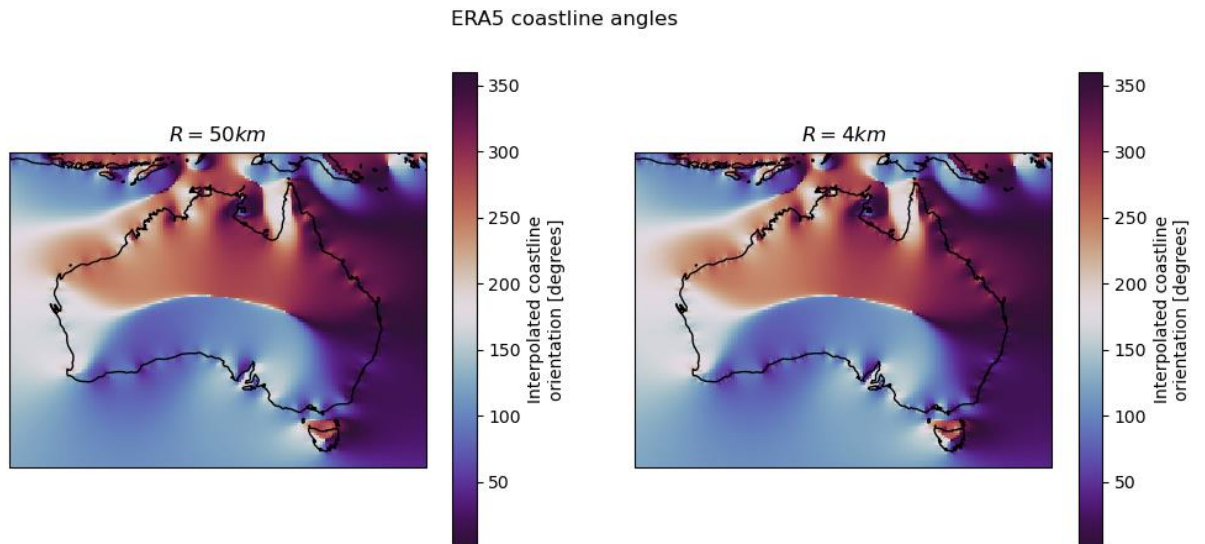 ERA5 coastline angles
R = 50km
350
300
250
200
150
100
50
Interpolated coastline
orientation [degrees]
R = 4km
350
300
250
200
150
100
50
Interpolated coastline
orientation [degrees]